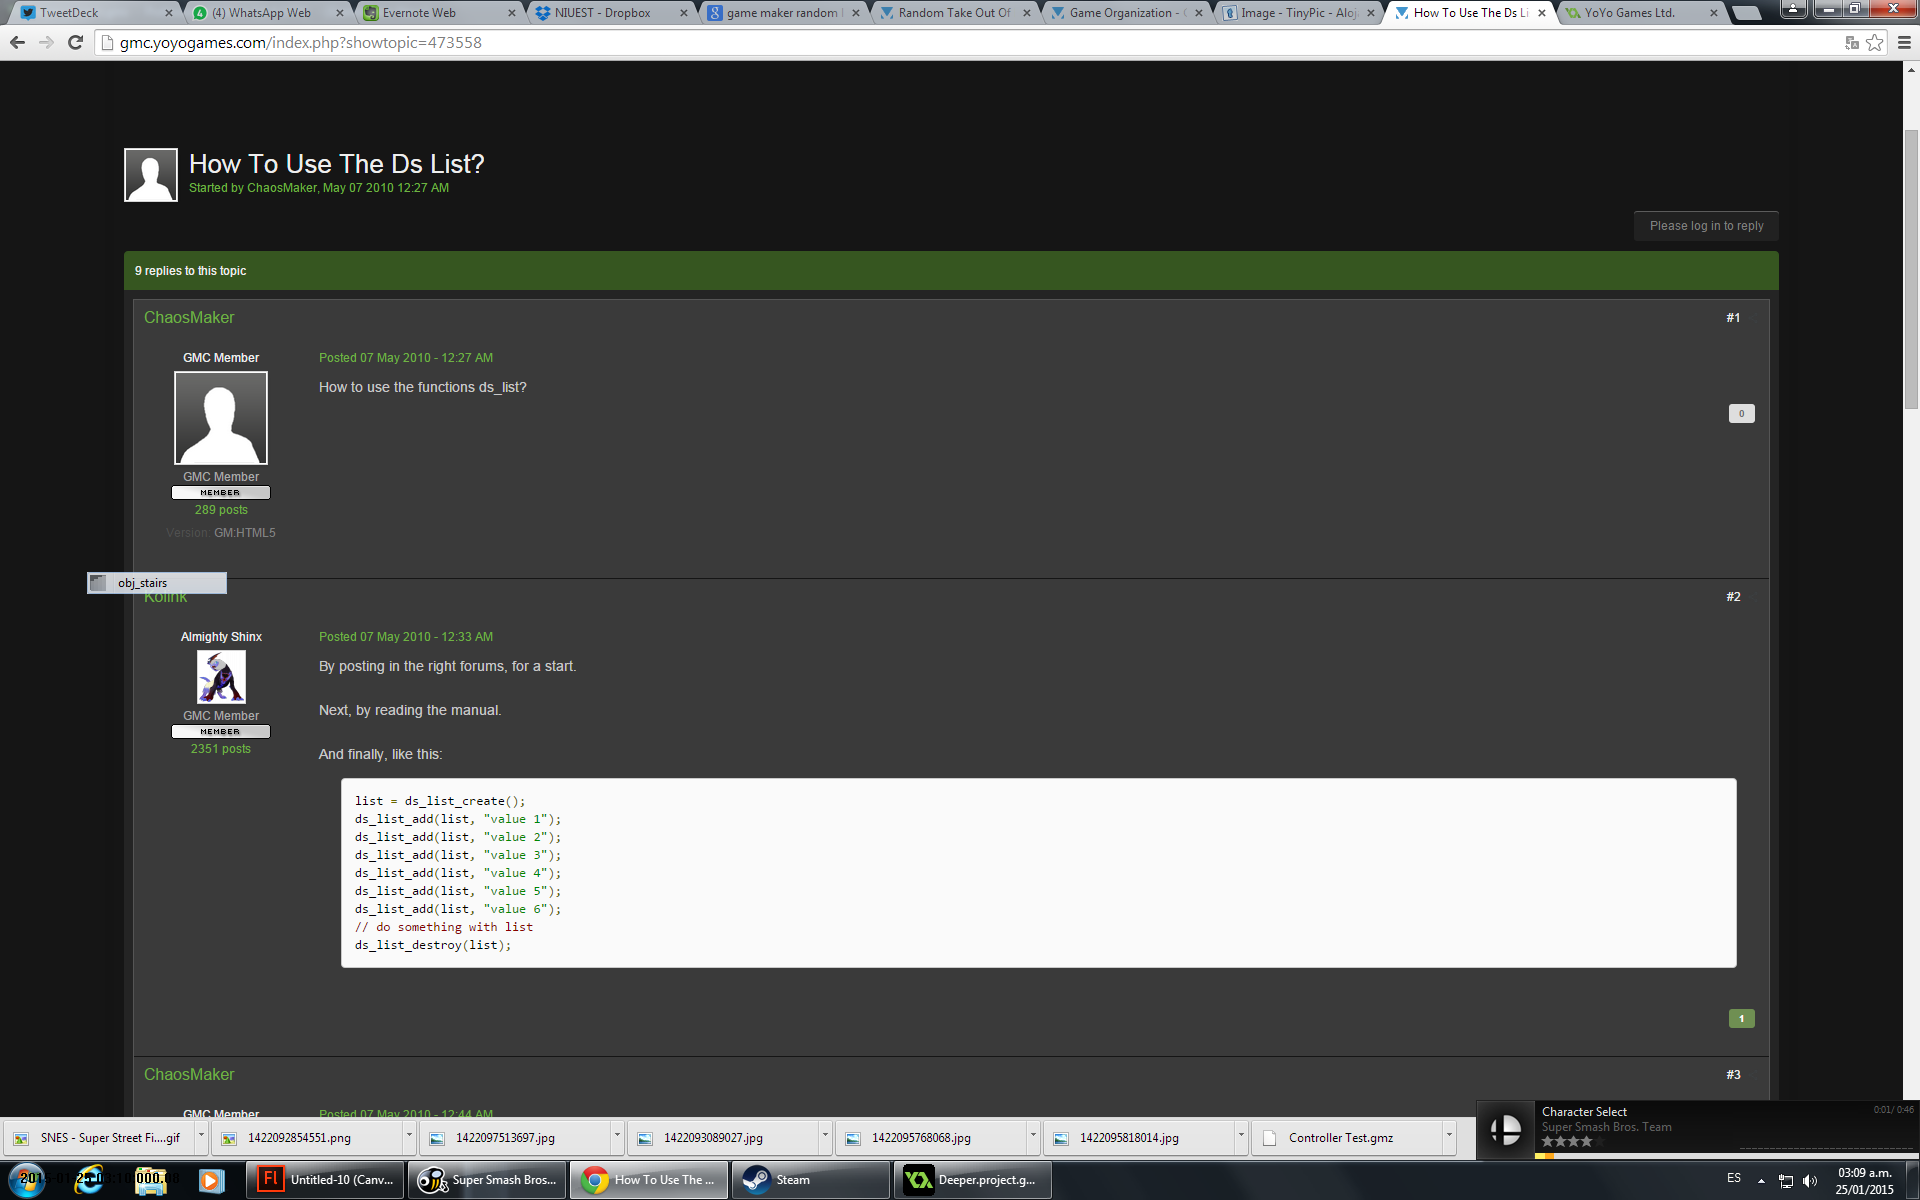 TweetDeck
(4) WhatsApp Web
Evernote Web
NIUEST - Dropbox
game maker random
Random Take Out Of
Game Organization -
Image - TinyPic - Aloj
How To Use The Ds Li
YoYo Games Ltd.
gmc.yoyogames.com/index.php?showtopic=473558
How To Use The Ds List?
Started by ChaosMaker, May 07 2010 12:27 AM
Please log in to reply
9 replies to this topic
ChaosMaker
#1
GMC Member
Posted 07 May 2010 - 12:27 AM
How to use the functions ds_list?
0
GMC Member
MEMBER
289 posts
Version: GM:HTML5
obj_stairs
Kolink
#2
Almighty Shinx
Posted 07 May 2010 - 12:33 AM
By posting in the right forums, for a start.
Next, by reading the manual.
GMC Member
MEMBER
2351 posts
And finally, like this:
list = ds_list_create();
ds_list_add(list, "value 1");
ds_list_add(list, "value 2");
ds_list_add(list, "value 3");
ds_list_add(list, "value 4");
ds_list_add(list, "value 5");
ds_list_add(list, "value 6");
// do something with list
ds_list_destroy(list);
1
ChaosMaker
#3
GMC Member
Posted 07 May 2010 - 12:44 AM
SNES - Super Street Fi....gif
1422092854551.png
1422097513697.jpg
1422093089027.jpg
1422095768068.jpg
1422095818014.jpg
Controller Test.gmz
Character Select
0:01/ 0:46
Super Smash Bros. Team
Untitled-10 (Canv...
Super Smash Bros...
How To Use The ...
Steam
Deeper.project.g...
ES
03:09 a.m.
25/01/2015